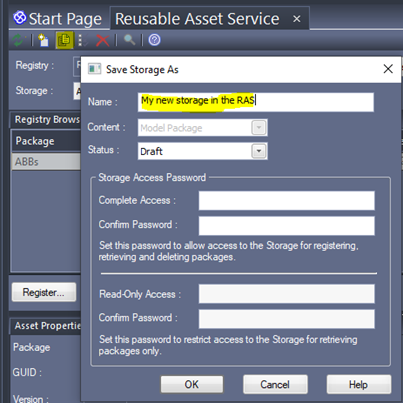 Start Page
Reusable Asset Service
Registry :
Storage :
Registry Brows
Package
ABBs
Register...
Asset Properties
Package
GUID :
Version :
Save Storage As
Name :
My new storage in the RAS
Content :
Model Package
Status :
Draft
Storage Access Password
Complete Access :
Confirm Password :
Set this password to allow access to the Storage for registering,
retrieving and deleting packages.
Read-Only Access :
Confirm Password :
Set this password to restrict access to the Storage for retrieving
packages only.
OK
Cancel
Help